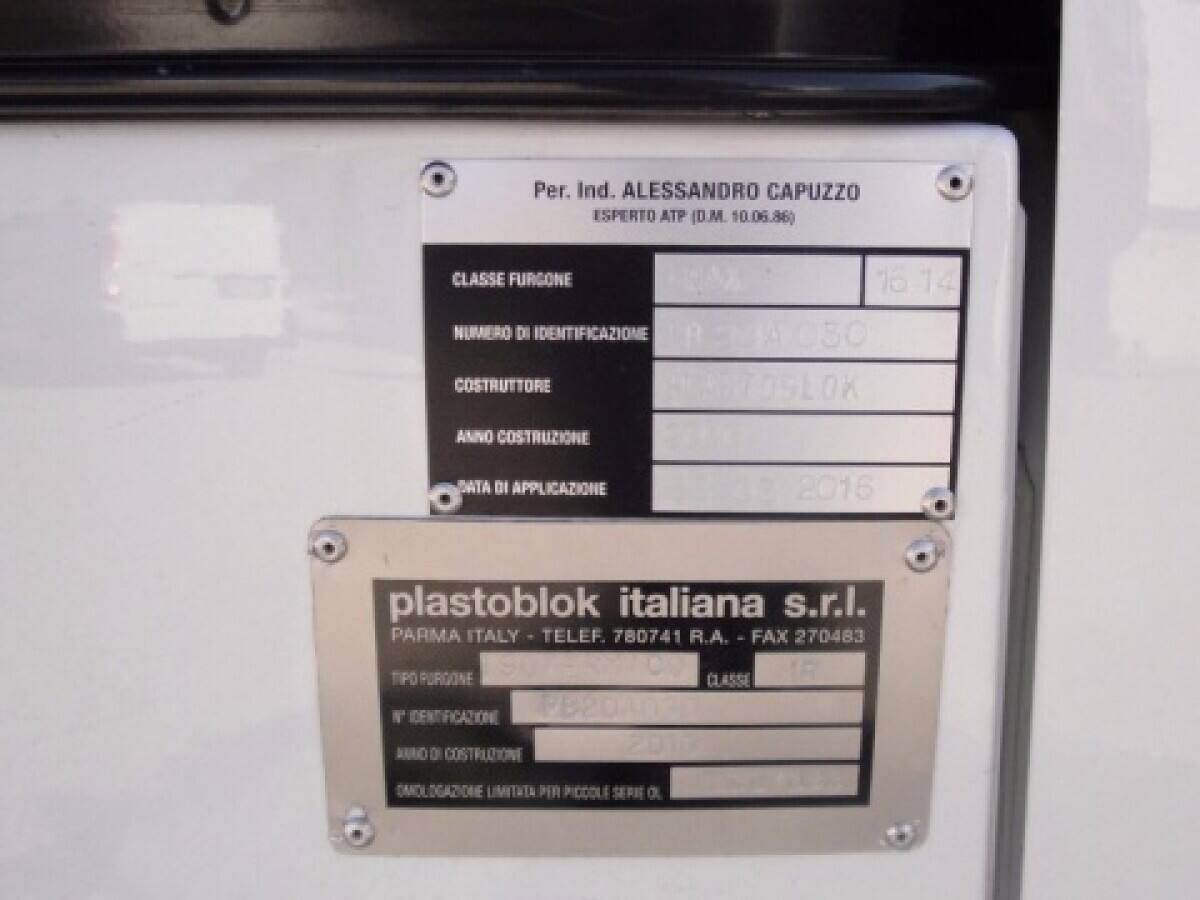 Per. Ind. ALESSANDRO CAPUZZO
ESPERTO ATP (D.M. 10.06.86)
CLASSE FURGONE 16 14
NUMERO DI IDENTIFICAZIONE 030
COSTRUTTORE
ANNO COSTRUZIONE
DATA DI APPLICAZIONE 2016
plastoblok italiana s.r.l.
PARMA ITALY - TELEF. 780741 R.A. - FAX 270483
TIPO FURGONE CLASSE IR
N° IDENTIFICAZIONE
ANNO DI COSTRUZIONE
OMOLOGAZIONE LIMITATA PER PICCOLE SERIE OL